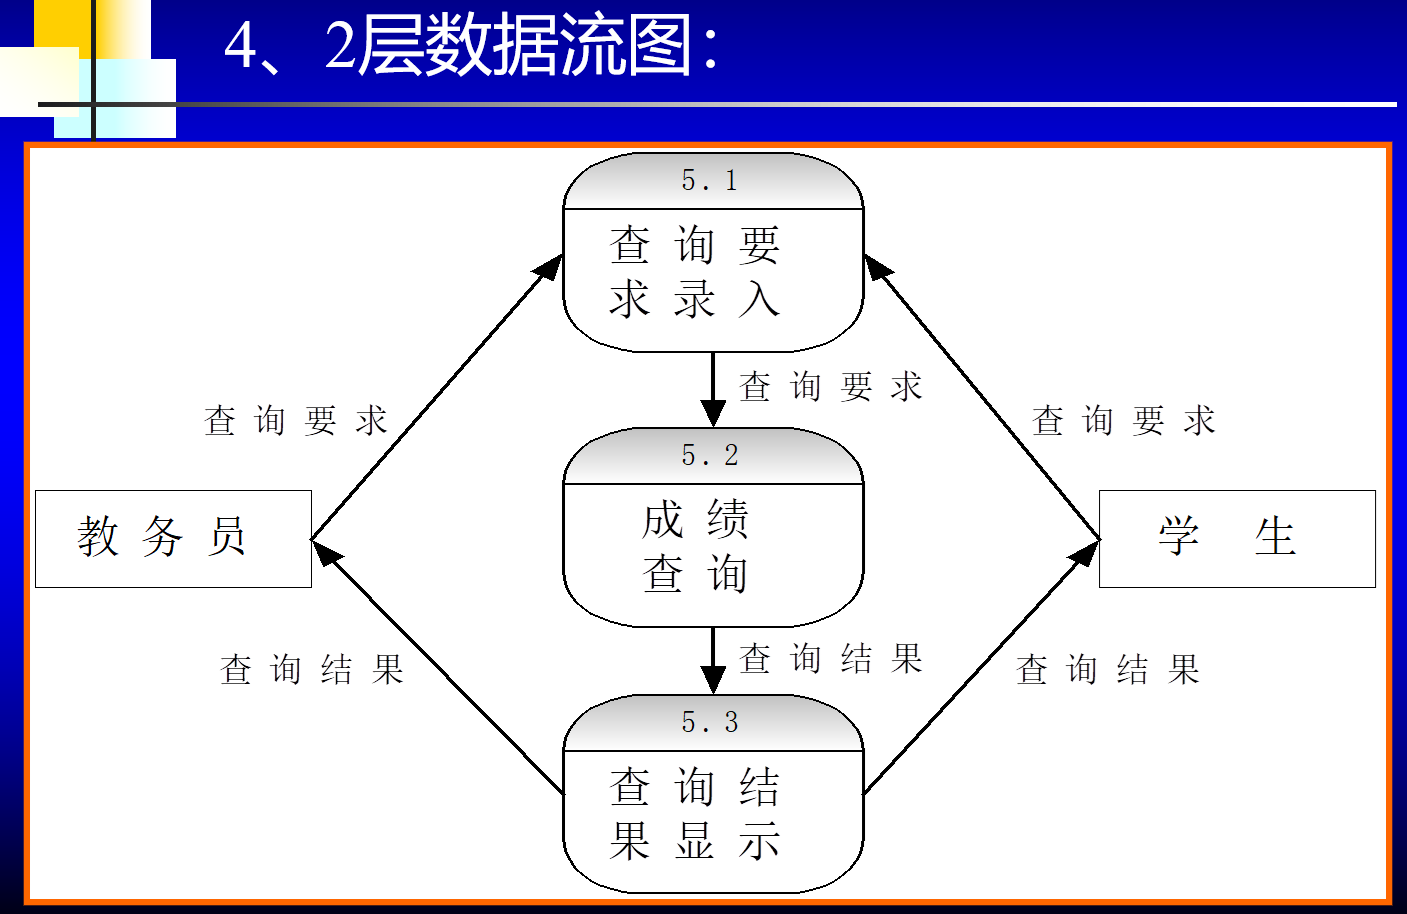 4、2层数据流图：
5.1
查询要
求录入
查询要求
查询要求
查询要求
5.2
成绩
查询
教务员
学生
查询结果
查询结果
查询结果
5.3
查询结
果显示